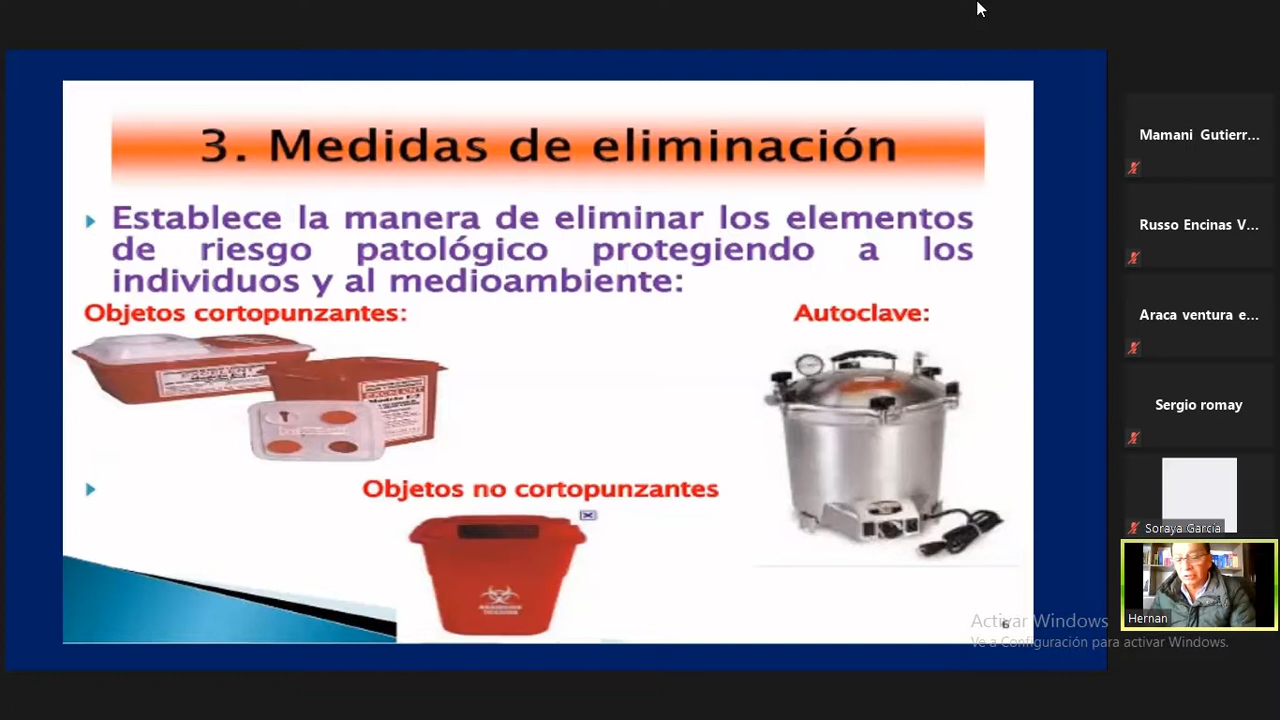 3. Medidas de eliminación
Establece la manera de eliminar los elementos
de riesgo patológico protegiendo a los
individuos y al medioambiente:
Objetos cortopunzantes:
Autoclave:
Objetos no cortopunzantes
6
Activar Windows
Ve a Configuración para activar Windows.
Mamani Gutierr...
Russo Encinas V...
Araca ventura e...
Sergio romay
Soraya García
Hernan